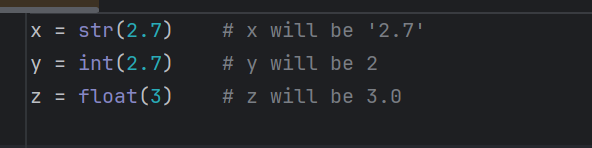 x = str(2.7)    # x will be '2.7'
y = int(2.7)    # y will be 2
z = float(3)    # z will be 3.0